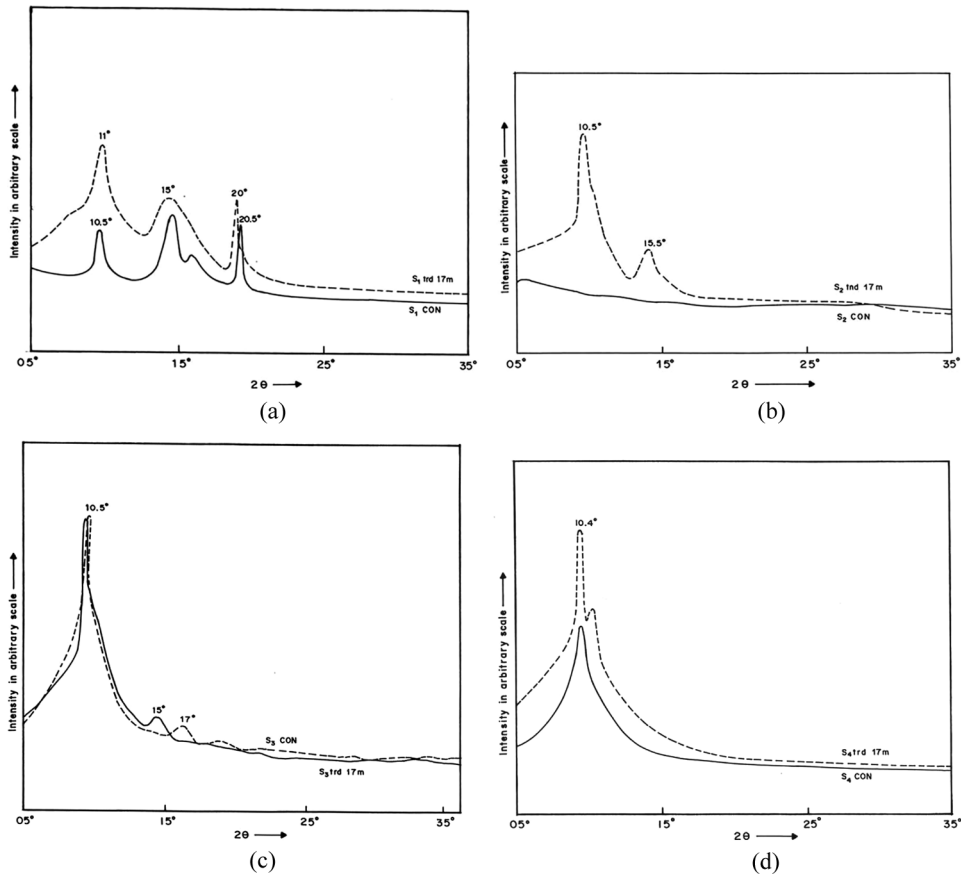 Intensity in arbitrary scale
11°
10.5°
15°
20°
20.5°
S1 trd 17m
S1 CON
05°
15°
25°
35°
2θ
(a)
Intensity in arbitrary scale
10.5°
15.5°
S2 tnd 17m
S2 CON
05°
15°
25°
35°
2θ
(b)
Intensity in arbitrary scale
10.5°
15°
17°
S3 CON
S3 trd 17m
05°
15°
25°
35°
2θ
(c)
Intensity in arbitrary scale
10.4°
S4 trd 17m
S4 CON
05°
15°
25°
35°
2θ
(d)